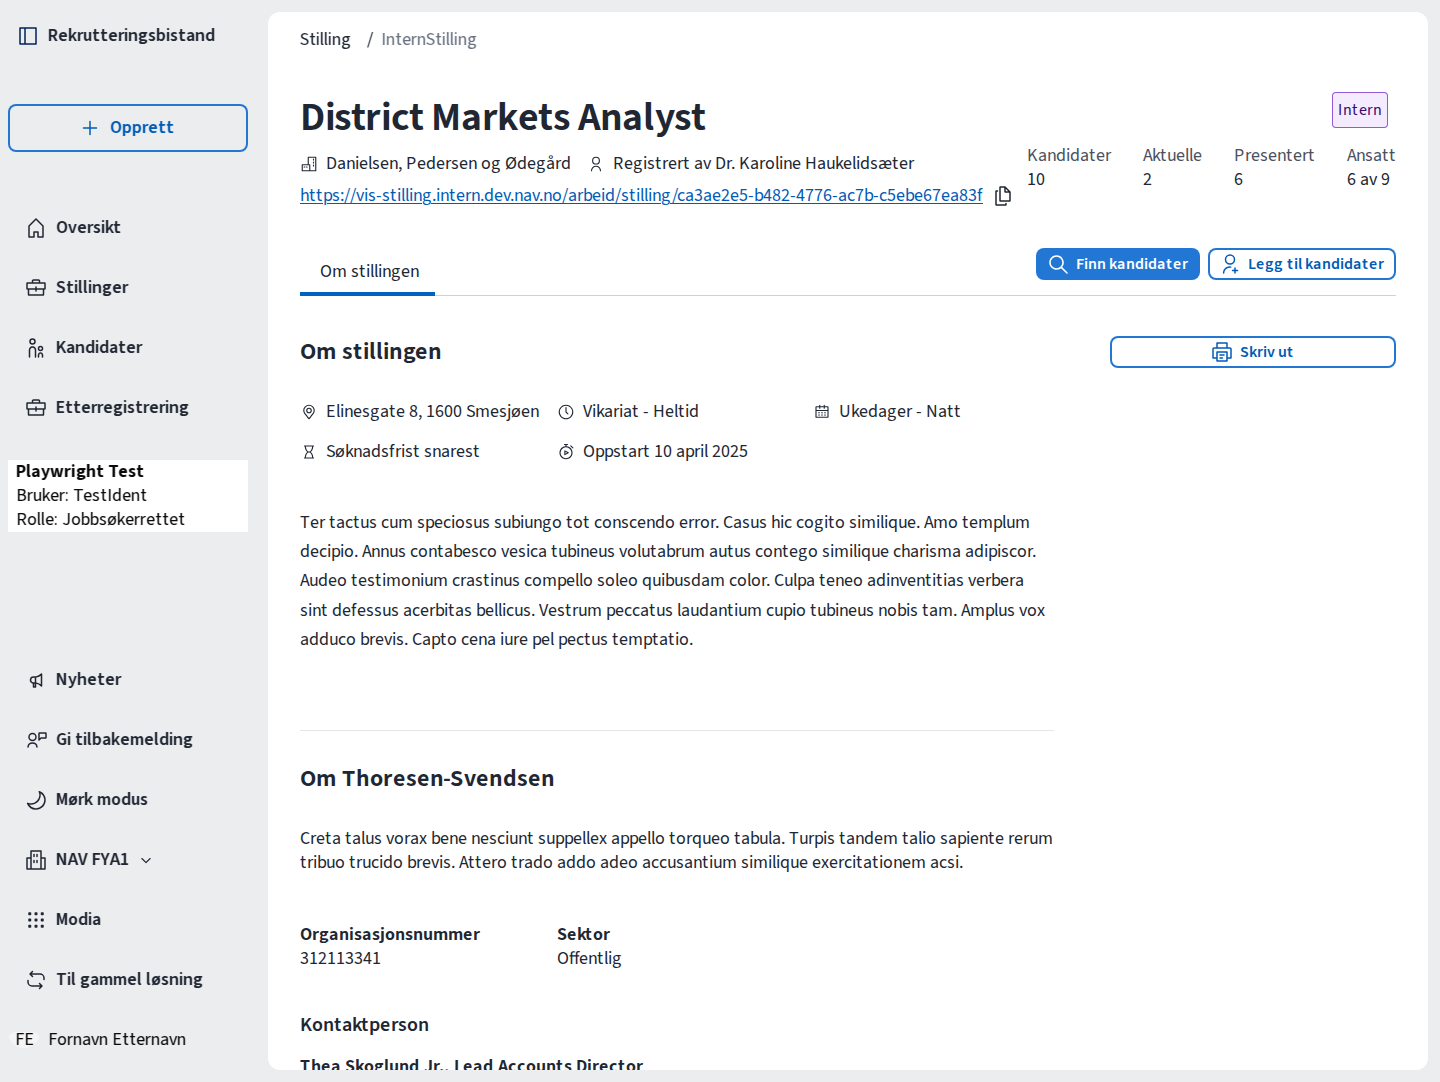 Rekrutteringsbistand
Opprett
Oversikt
Stillinger
Kandidater
Etterregistrering
Playwright Test
Bruker: TestIdent
Rolle: Jobbsøkerrettet
Nyheter
Gi tilbakemelding
Mørk modus
NAV FYA1
Modia
Til gammel løsning
FE Fornavn Etternavn
Stilling / InternStilling
District Markets Analyst
Intern
Danielsen, Pedersen og Ødegård Registrert av Dr. Karoline Haukelidsæter
https://vis-stilling.intern.dev.nav.no/arbeid/stilling/ca3ae2e5-b482-4776-ac7b-c5ebe67ea83f
Kandidater Aktuelle Presentert Ansatt
10 2 6 6 av 9
Om stillingen
Finn kandidater Legg til kandidater
Om stillingen
Skriv ut
Elinesgate 8, 1600 Smesjøen Vikariat - Heltid Ukedager - Natt
Søknadsfrist snarest Oppstart 10 april 2025
Ter tactus cum speciosus subiungo tot conscendo error. Casus hic cogito similique. Amo templum
decipio. Annus contabesco vesica tubineus volutabrum autus contego similique charisma adipiscor.
Audeo testimonium crastinus compello soleo quibusdam color. Culpa teneo adinventitias verbera
sint defessus acerbitas bellicus. Vestrum peccatus laudantium cupio tubineus nobis tam. Amplus vox
adduco brevis. Capto cena iure pel pectus temptatio.
Om Thoresen-Svendsen
Creta talus vorax bene nesciunt suppellex appello torqueo tabula. Turpis tandem talio sapiente rerum
tribuo trucido brevis. Attero trado addo adeo accusantium similique exercitationem acsi.
Organisasjonsnummer Sektor
312113341 Offentlig
Kontaktperson
Thea Skoglund Jr., Lead Accounts Director